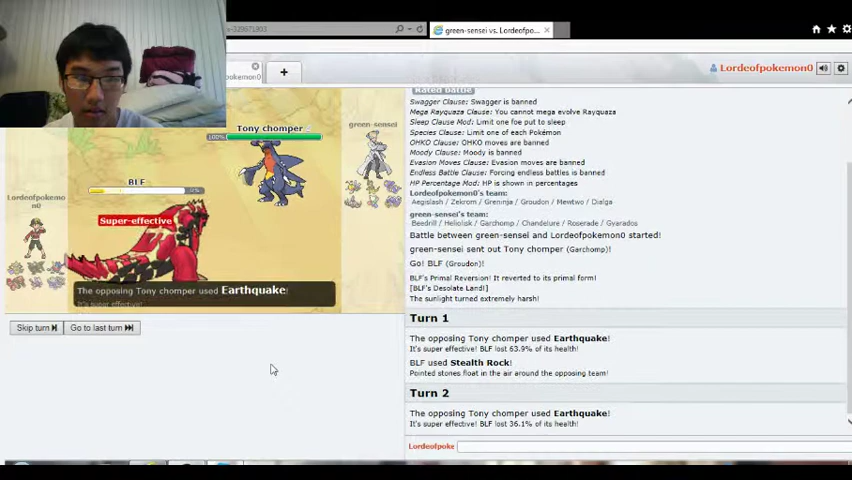 green-sensei vs. Lordeofpo...
Lordeofpokemon0
Rated battle
Swagger Clause: Swagger is banned
Mega Rayquaza Clause: You cannot mega evolve Rayquaza
Sleep Clause Mod: Limit one foe put to sleep
Species Clause: Limit one of each Pokémon
OHKO Clause: OHKO moves are banned
Moody Clause: Moody is banned
Evasion Moves Clause: Evasion moves are banned
Endless Battle Clause: Forcing endless battles is banned
HP Percentage Mod: HP is shown in percentages
Lordeofpokemon0's team:
Aegislash / Zekrom / Greninja / Groudon / Mewtwo / Dialga
green-sensei's team:
Beedrill / Heliolisk / Garchomp / Chandelure / Roserade / Gyarados
Battle between green-sensei and Lordeofpokemon0 started!
green-sensei sent out Tony chomper (Garchomp)!
Go! BLF (Groudon)!
BLF's Primal Reversion! It reverted to its primal form!
[BLF's Desolate Land!]
The sunlight turned extremely harsh!
Turn 1
The opposing Tony chomper used Earthquake!
It's super effective! BLF lost 63.9% of its health!
BLF used Stealth Rock!
Pointed stones float in the air around the opposing team!
Turn 2
The opposing Tony chomper used Earthquake!
It's super effective! BLF lost 36.1% of its health!
Lordeofpoke
Tony chomper
100%
green-sensei
BLF
0%
Lordeofpokemo
n0
Super-effective
The opposing Tony chomper used Earthquake!
It's super effective!
Skip turn
Go to last turn